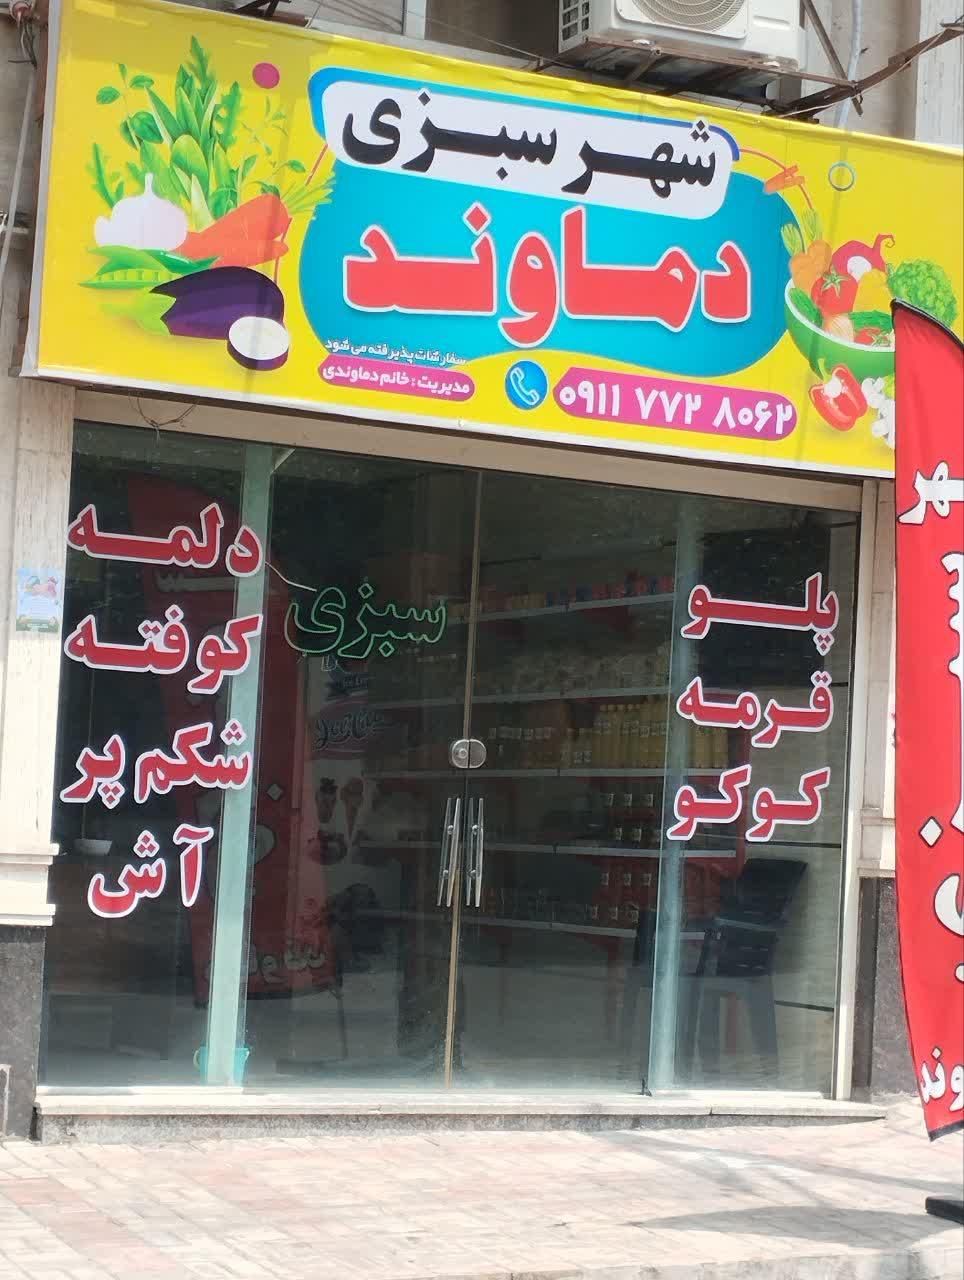 شهر سبزی
دماوند
سفارشات پذیرفته می شود
مدیریت : خانم دماوندی
۰۹۱۱ ۷۷۲ ۸۰۶۲
دلمه
کوفته
شکم پر
آش
سبزی
پلو
قرمه
کوکو